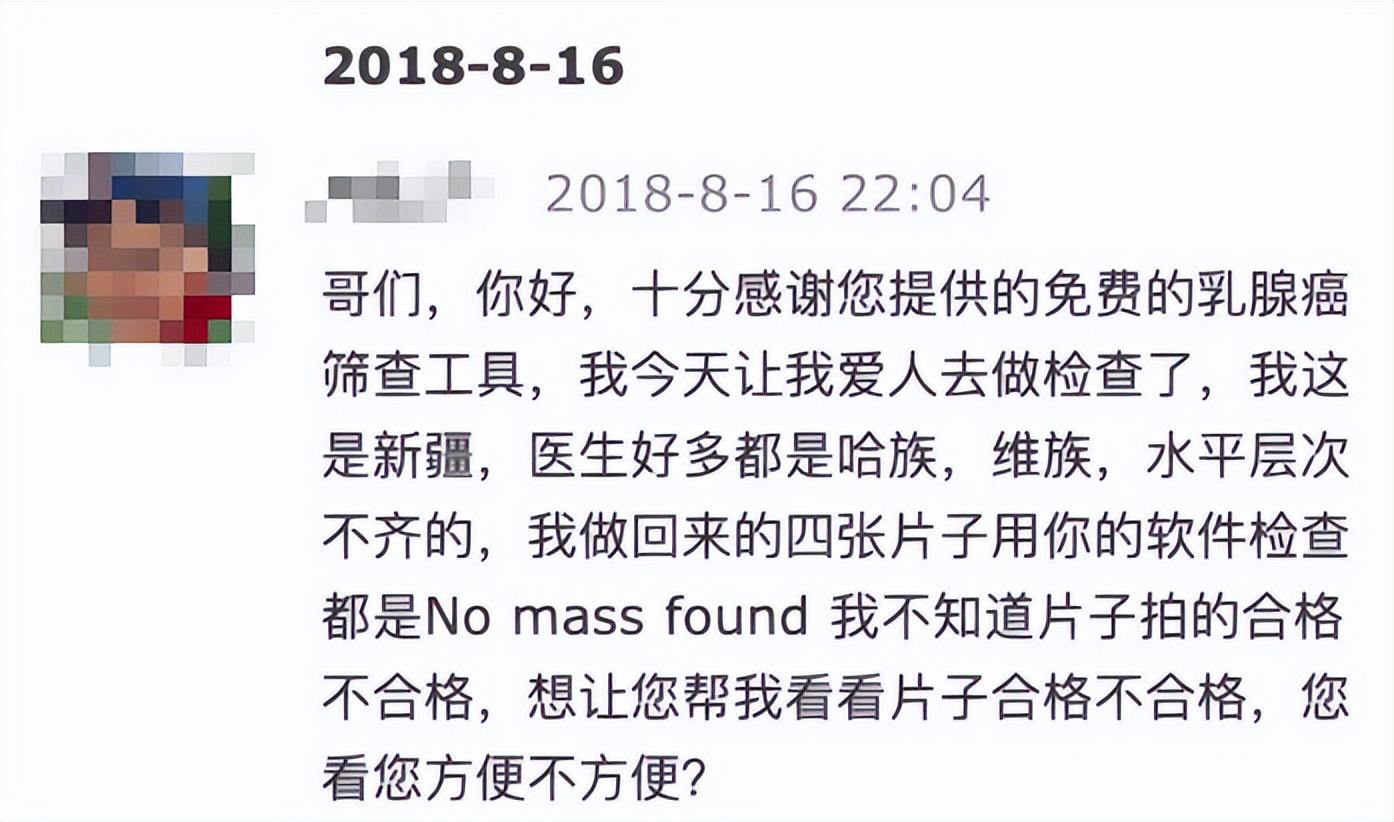 2018-8-16
2018-8-16 22:04
哥们，你好，十分感谢您提供的免费的乳腺癌
筛查工具，我今天让我爱人去做检查了，我这
是新疆，医生好多都是哈族，维族，水平层次
不齐的，我做回来的四张片子用你的软件检查
都是No mass found 我不知道片子拍的合格
不合格，想让您帮我看看片子合格不合格，您
看您方便不方便？